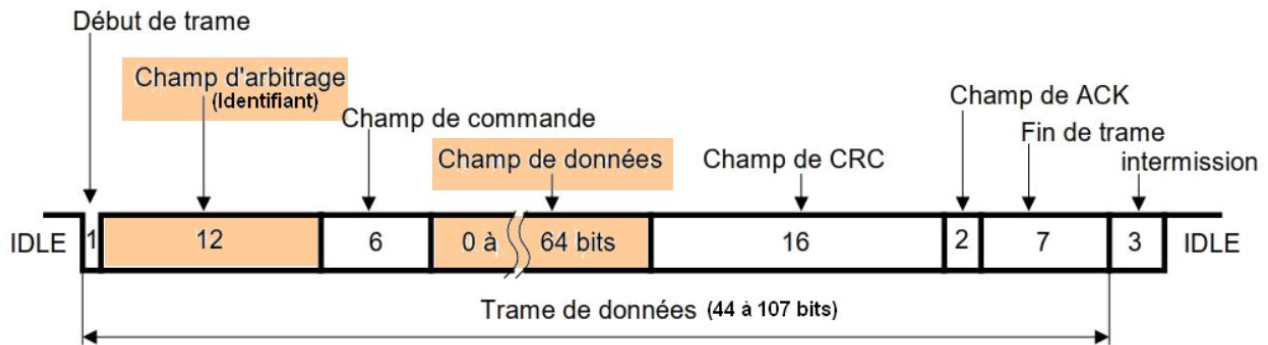 Début de trame
Champ d'arbitrage
(Identifiant)
Champ de commande
Champ de données
Champ de CRC
Champ de ACK
Fin de trame
intermission
IDLE 1 12 6 0 à 64 bits 16 2 7 3 IDLE
Trame de données (44 à 107 bits)